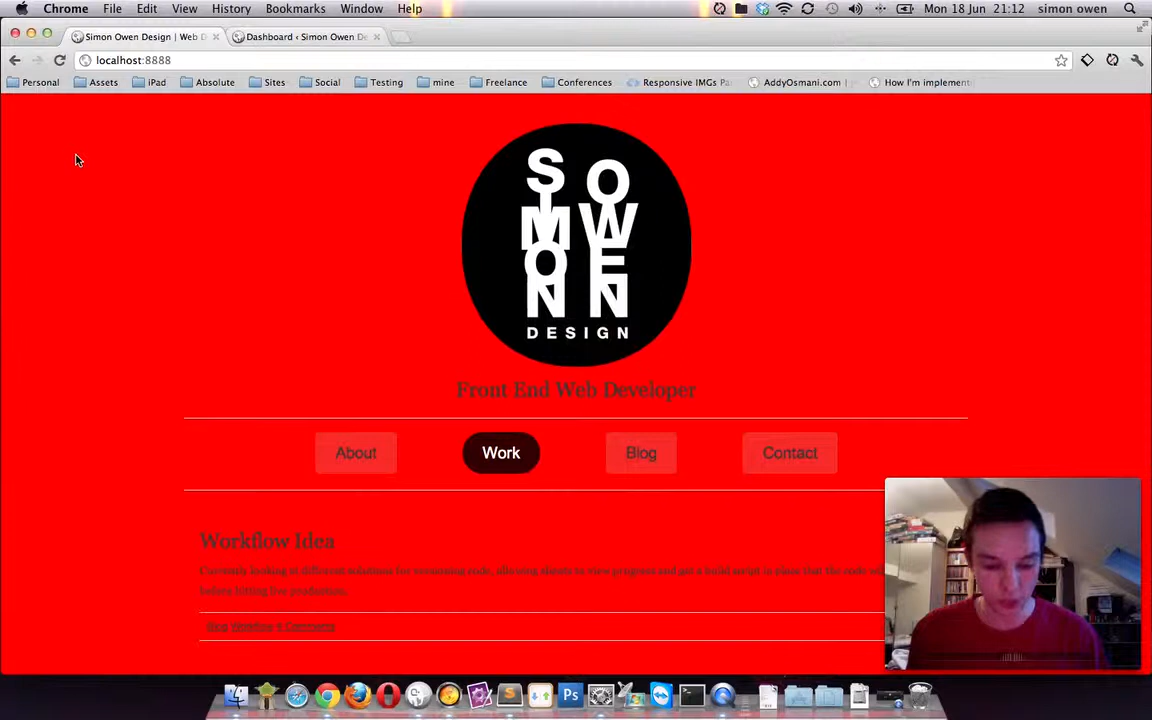 Chrome File Edit View History Bookmarks Window Help Mon 18 Jun 21:12 simon owen
Simon Owen Design | Web D Dashboard ‹ Simon Owen De
localhost:8888
Personal Assets iPad Absolute Sites Social Testing mine Freelance Conferences Responsive IMGs Pa AddyOsmani.com | How I'm implement
SIMON OWEN
DESIGN
Front End Web Developer
About Work Blog Contact
Workflow Idea
Currently looking at different solutions for versioning code, allowing clients to view progress and get a build script in place that the code wi
before hitting live production.
Blog Workflow 0 Comments
Ps